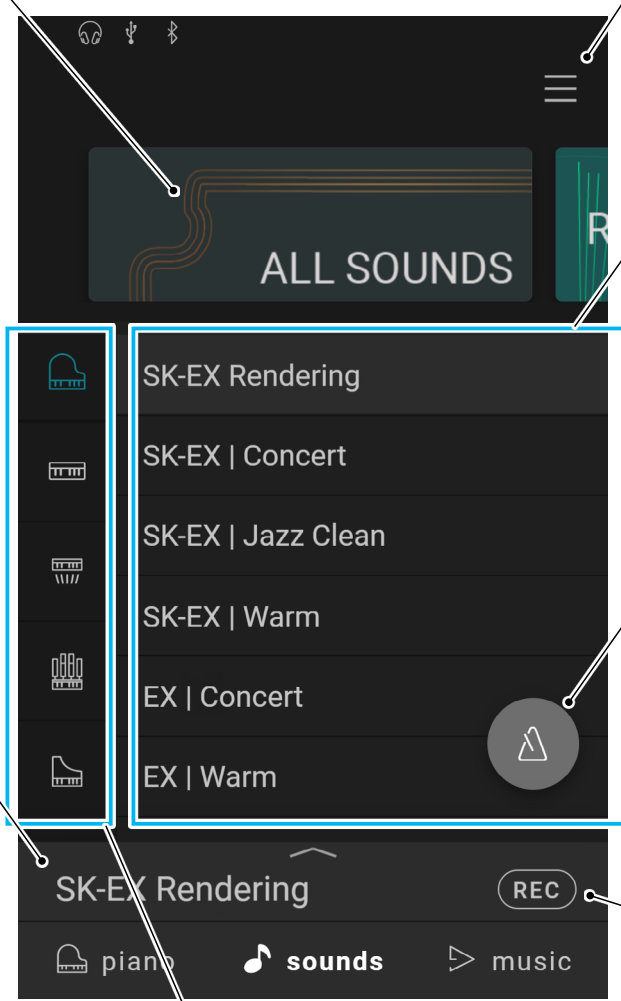 ALL SOUNDS
R
SK-EX Rendering
SK-EX | Concert
SK-EX | Jazz Clean
SK-EX | Warm
EX | Concert
EX | Warm
SK-EX Rendering
REC
piano
sounds
music